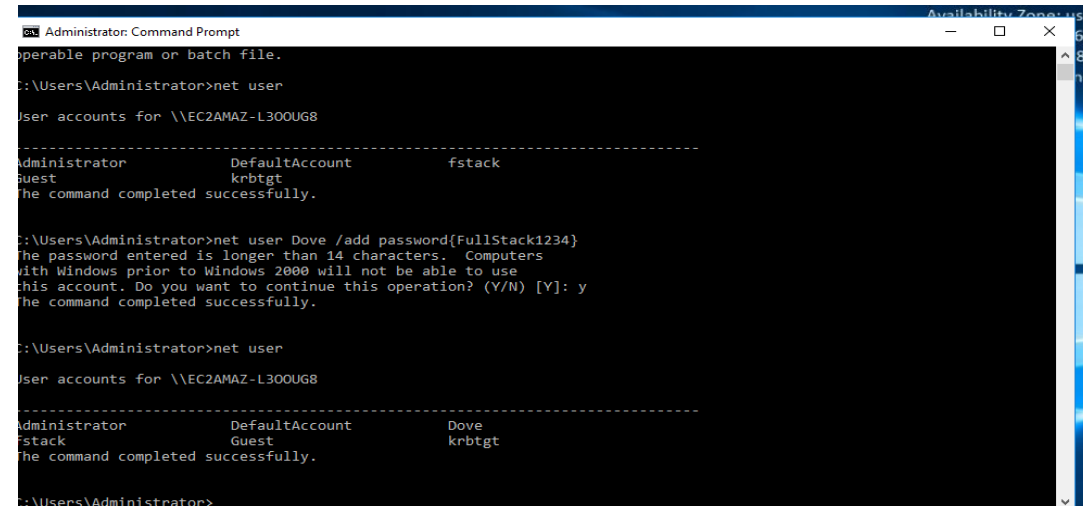 Availability Zone: us
Administrator: Command Prompt
operable program or batch file.
C:\Users\Administrator>net user
User accounts for \\EC2AMAZ-L3OOUG8
-------------------------------------------------------------------------------
Administrator DefaultAccount fstack
Guest krbtgt
The command completed successfully.
C:\Users\Administrator>net user Dove /add password{FullStack1234}
The password entered is longer than 14 characters. Computers
with Windows prior to Windows 2000 will not be able to use
this account. Do you want to continue this operation? (Y/N) [Y]: y
The command completed successfully.
C:\Users\Administrator>net user
User accounts for \\EC2AMAZ-L3OOUG8
-------------------------------------------------------------------------------
Administrator DefaultAccount Dove
fstack Guest krbtgt
The command completed successfully.
C:\Users\Administrator>